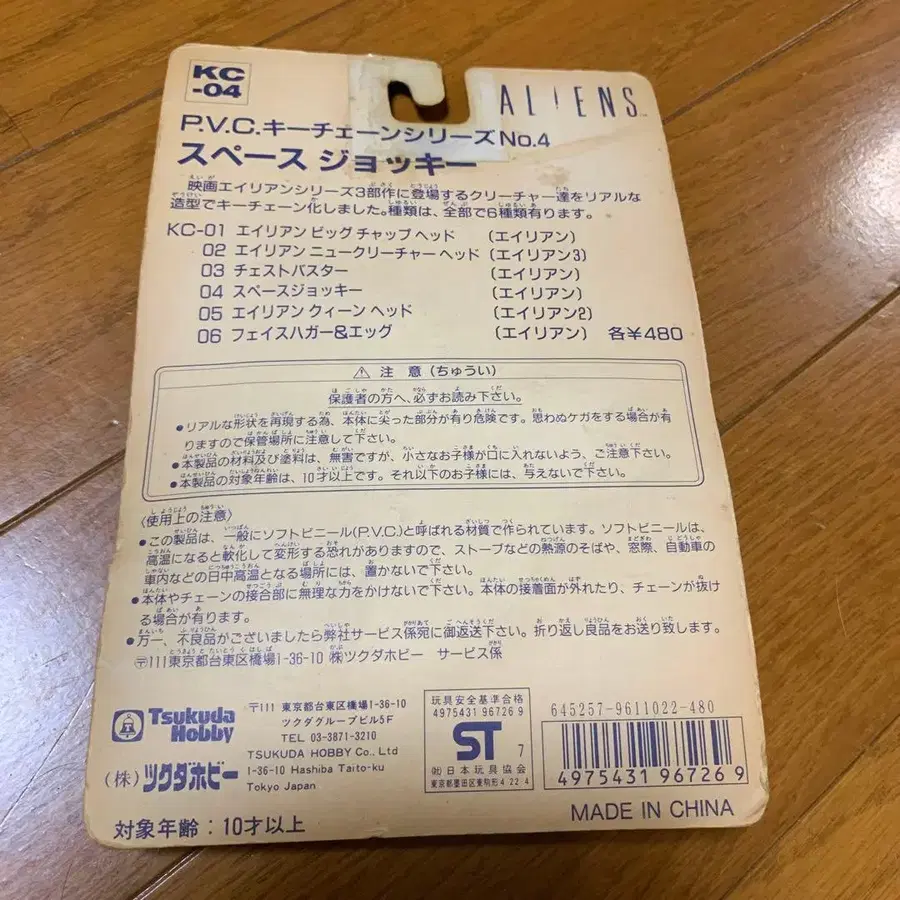 KC
-04
ALIENS
P.V.C.キーチェーンシリーズNo.4
スペース ジョッキー
映画エイリアンシリーズ3部作に登場するクリーチャー達をリアルな
造型でキーチェーン化しました。種類は、全部で6種類有ります。
KC-01 エイリアン ビッグ チャップ ヘッド (エイリアン)
02 エイリアン ニュークリーチャー ヘッド (エイリアン3)
03 チェストバスター (エイリアン)
04 スペースジョッキー (エイリアン)
05 エイリアン クィーン ヘッド (エイリアン2)
06 フェイスハガー&エッグ (エイリアン) 各¥480
⚠ 注 意 (ちゅうい)
保護者の方へ、必ずお読み下さい。
●リアルな形状を再現する為、本体に尖った部分が有り危険です。思わぬケガをする場合が有
りますので保管場所に注意して下さい。
●本製品の材料及び塗料は、無害ですが、小さなお子様が口に入れないよう、ご注意下さい。
●本製品の対象年齢は、10才以上です。それ以下のお子様には、与えないで下さい。
〈使用上の注意〉
●この製品は、一般にソフトビニール(P.V.C.)と呼ばれる材質で作られています。ソフトビニールは、
高温になると軟化して変形する恐れがありますので、ストーブなどの熱源のそばや、窓際、自動車の
車内などの日中高温となる場所には、置かないで下さい。
●本体やチェーンの接合部に無理な力をかけないで下さい。本体の接着面が外れたり、チェーンが抜け
る場合が有ります。
●万一、不良品がございましたら弊社サービス係宛に御返送下さい。折り返し良品をお送り致します。
〒111東京都台東区橋場1-36-10 ㈱ツクダホビー サービス係
Tsukuda
Hobby
(株)ツクダホビー
〒111 東京都台東区橋場1-36-10
ツクダグループビル5F
TEL 03-3871-3210
TSUKUDA HOBBY Co., Ltd
1-36-10 Hashiba Taito-ku
Tokyo Japan
玩具安全基準合格
4975431 96726 9
ST 7
㈶日本玩具協会
東京都墨田区東駒形4-22-4
645257-9611022-480
4975431 967269
MADE IN CHINA
対象年齢:10才以上